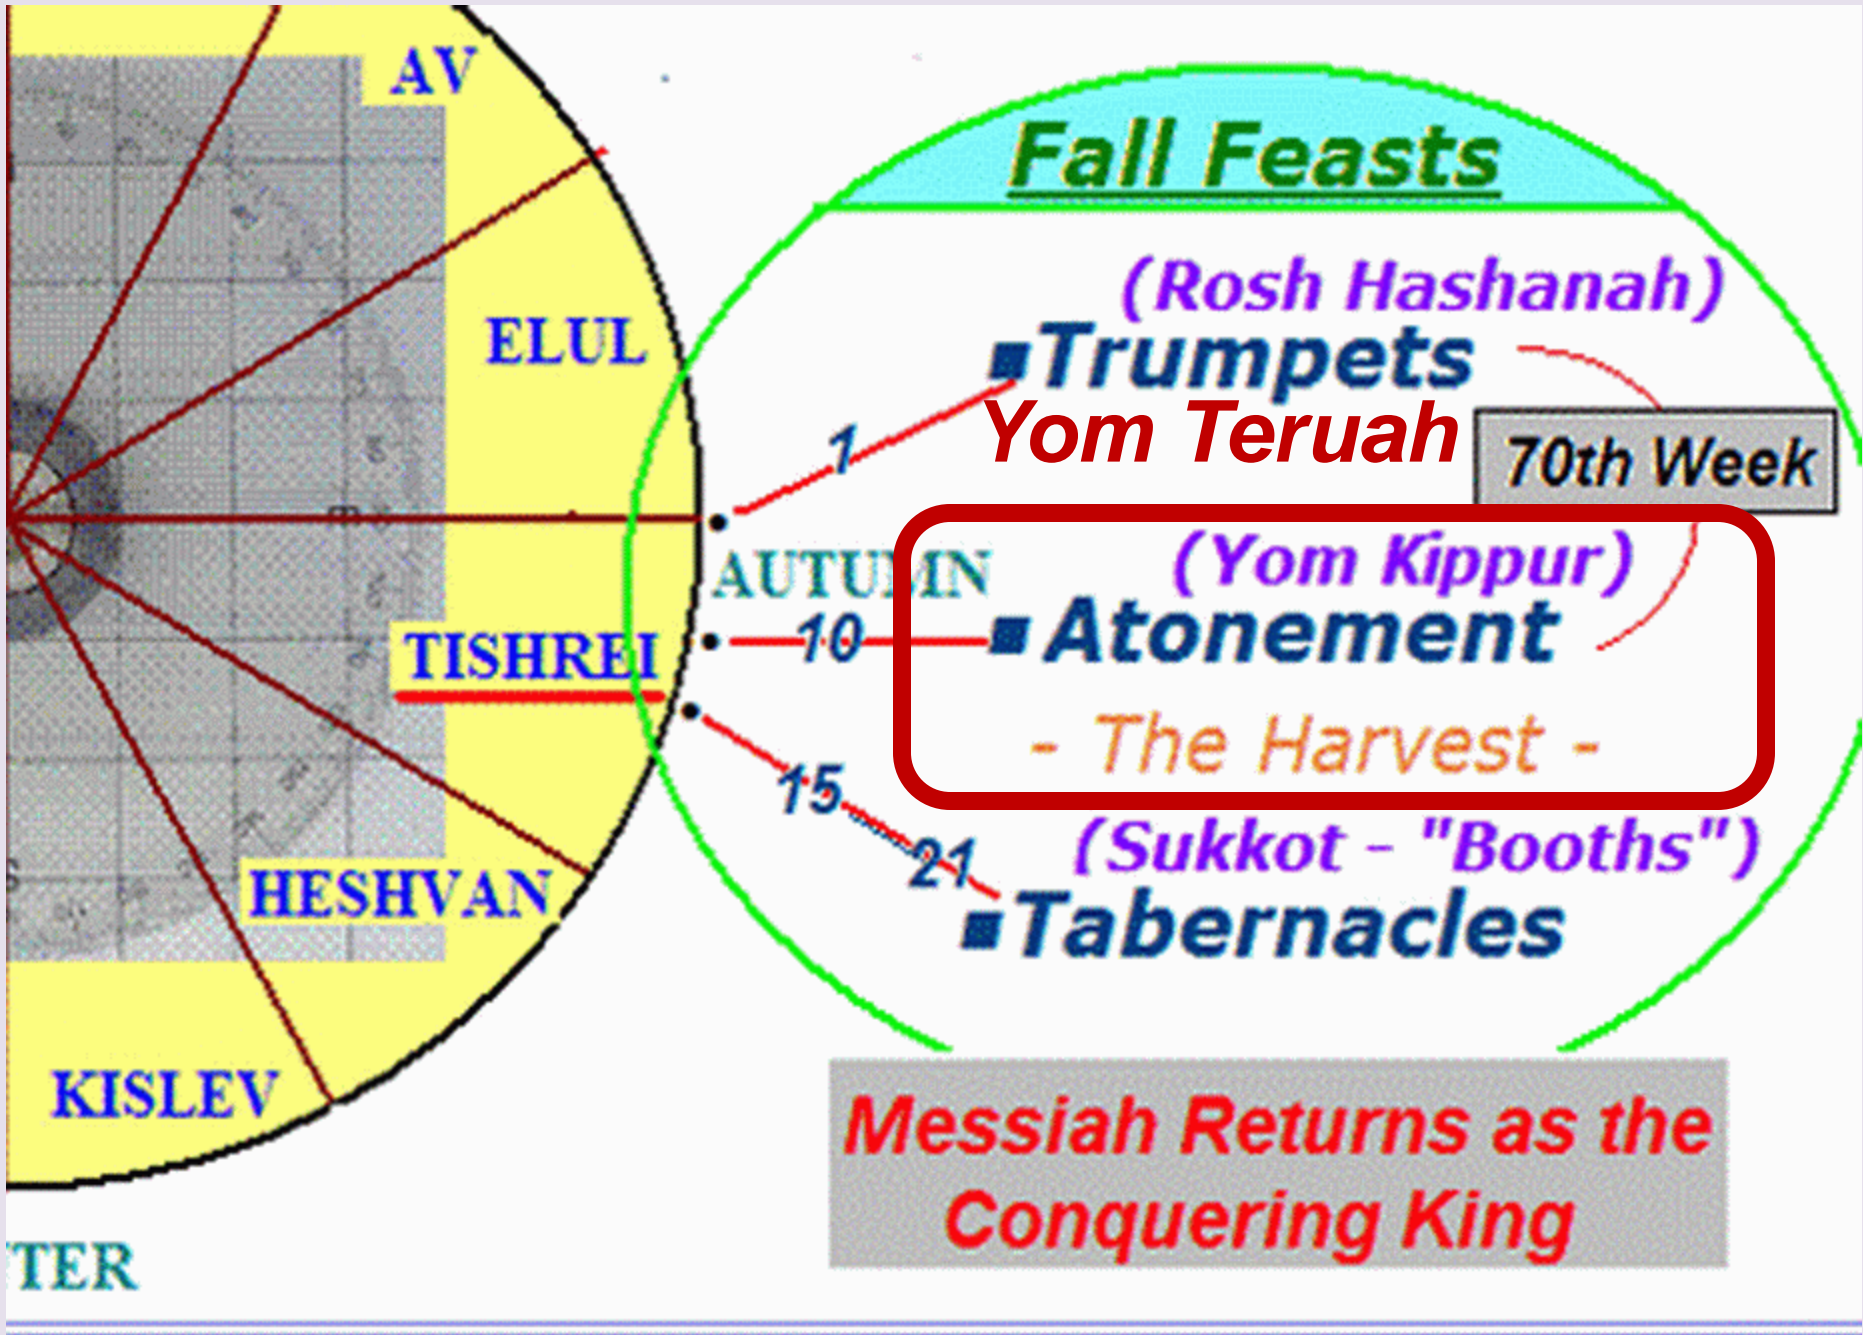 AV
Fall Feasts
(Rosh Hashanah)
ELUL
■Trumpets
1
Yom Teruah
70th Week
(Yom Kippur)
AUTUMN
10
■Atonement
TISHREI
- The Harvest -
15
21
(Sukkot - "Booths")
HESHVAN
■Tabernacles
KISLEV
Messiah Returns as the
Conquering King
TER